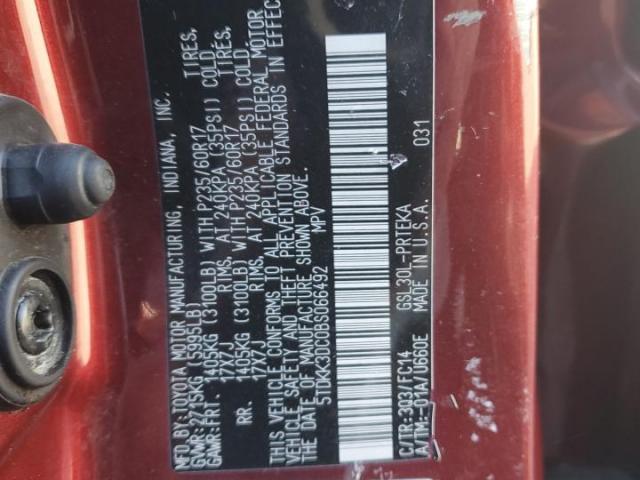 MFD.BY:TOYOTA MOTOR MANUFACTURING, INDIANA, INC.
GVWR:2715KG(5995LB)
GAWR:FRT. 1405KG(3100LB) WITH P235/60R17 TIRES,
17X7J RIMS, AT 240KPA(35PSI) COLD
RR. 1405KG(3100LB) WITH P235/60R17 TIRES,
17X7J RIMS, AT 240KPA(35PSI) COLD.
THIS VEHICLE CONFORMS TO ALL APPLICABLE FEDERAL MOTOR
VEHICLE SAFETY, AND THEFT PREVENTION STANDARDS IN EFFECT
ON THE DATE OF MANUFACTURE SHOWN ABOVE.
5TDKK3DC0BS066492 MPV
C/TR:3Q3/FC14 GSL30L-PRTEKA 031
A/TM:-01A/U660E MADE IN U.S.A.